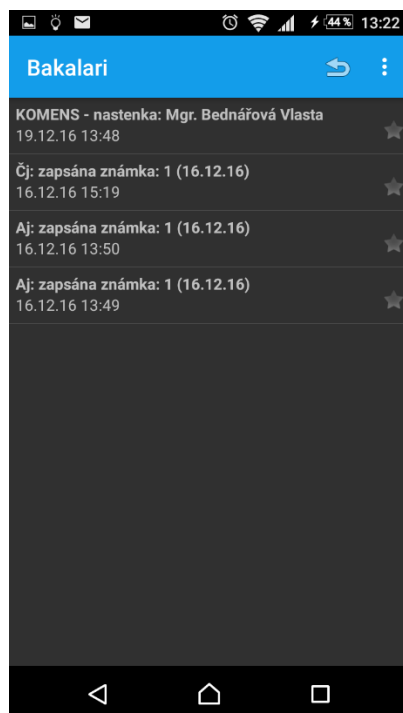 44% 13:22
Bakalari
KOMENS - nastenka: Mgr. Bednářová Vlasta
19.12.16 13:48
Čj: zapsána známka: 1 (16.12.16)
16.12.16 15:19
Aj: zapsána známka: 1 (16.12.16)
16.12.16 13:50
Aj: zapsána známka: 1 (16.12.16)
16.12.16 13:49